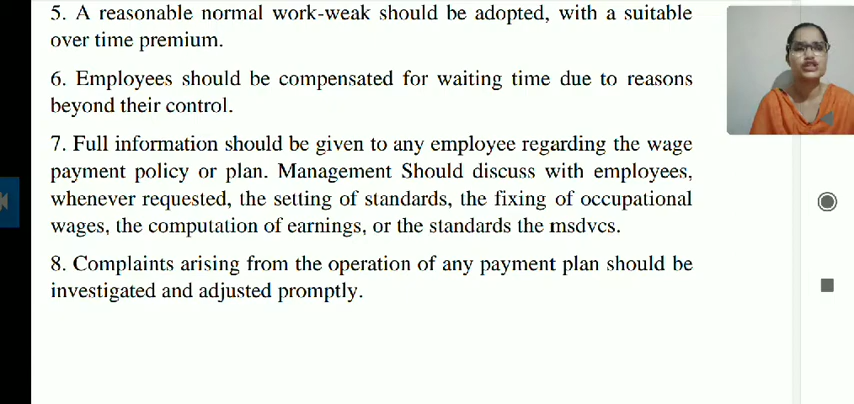 5. A reasonable normal work-weak should be adopted, with a suitable
over time premium.
6. Employees should be compensated for waiting time due to reasons
beyond their control.
7. Full information should be given to any employee regarding the wage
payment policy or plan. Management Should discuss with employees,
whenever requested, the setting of standards, the fixing of occupational
wages, the computation of earnings, or the standards the msdvcs.
8. Complaints arising from the operation of any payment plan should be
investigated and adjusted promptly.